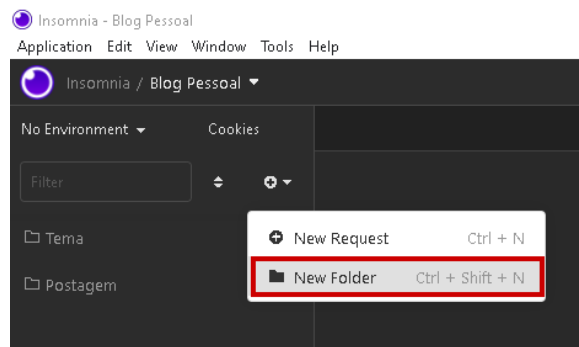 Insomnia - Blog Pessoal
Application Edit View Window Tools Help
Insomnia / Blog Pessoal
No Environment Cookies
Filter
Tema
New Request Ctrl + N
New Folder Ctrl + Shift + N
Postagem